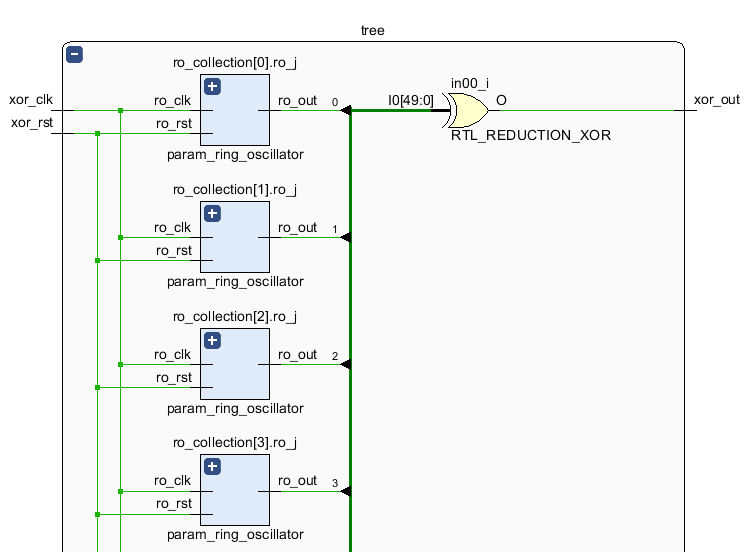 tree
ro_collection[0].ro_j
in00_i
xor_clk
ro_clk
ro_out
0
I0[49:0]
O
xor_out
xor_rst
ro_rst
RTL_REDUCTION_XOR
param_ring_oscillator
ro_collection[1].ro_j
ro_clk
ro_out
1
ro_rst
param_ring_oscillator
ro_collection[2].ro_j
ro_clk
ro_out
2
ro_rst
param_ring_oscillator
ro_collection[3].ro_j
ro_clk
ro_out
3
ro_rst
param_ring_oscillator